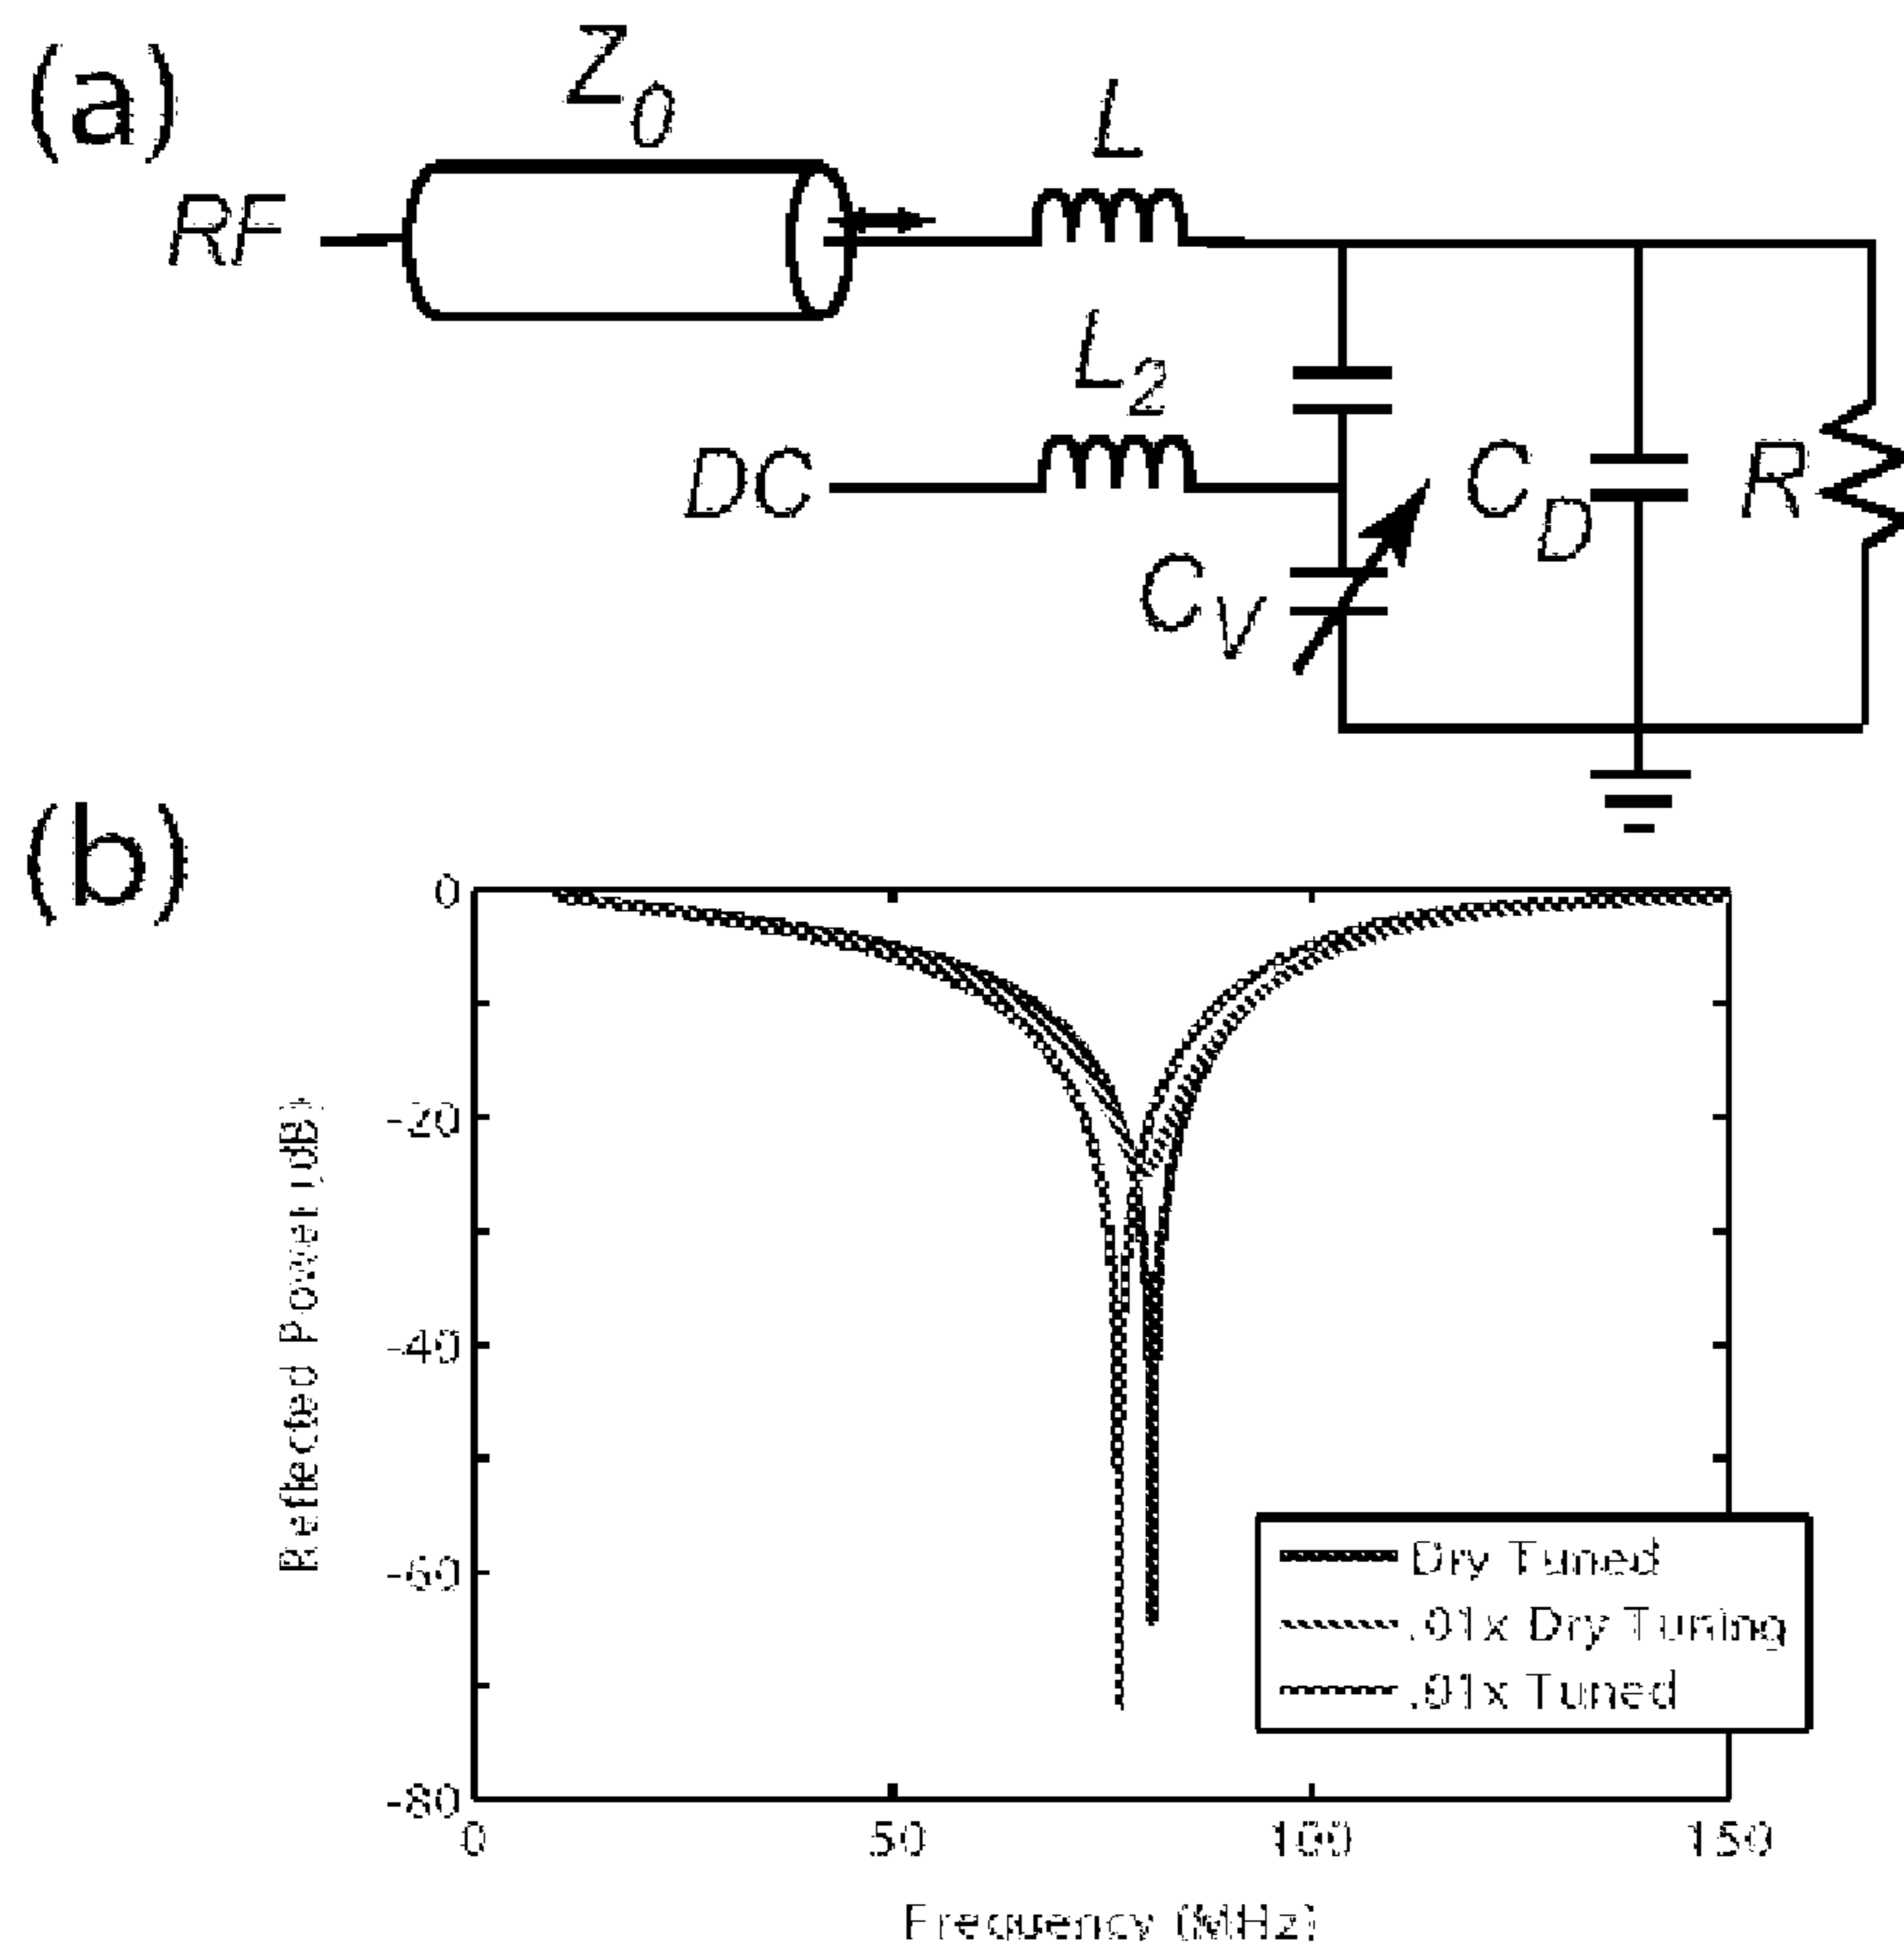 (a)
Z0
L
RF
L2
DC
CD
R
CV
(b)
0
-20
-40
-60
-80
0 50 100 150
Reflected Power (dB)
Frequency (MHz)
Dry Tuned
.01x Dry Tuning
.01x Tuned